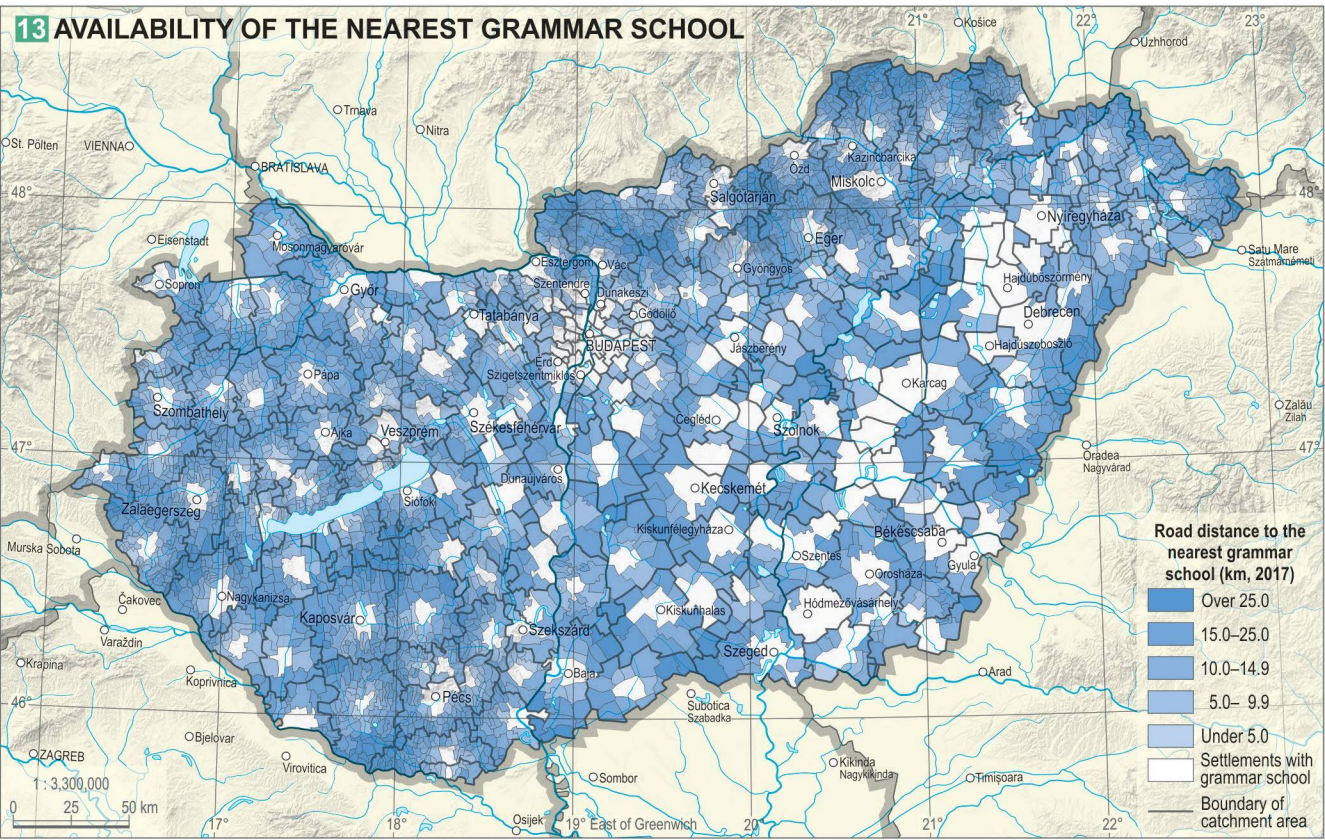 13 AVAILABILITY OF THE NEAREST GRAMMAR SCHOOL
21°
22°
23°
Košice
Uzhhorod
Trnava
Nitra
St. Pölten
VIENNA
BRATISLAVA
Kazincbarcika
Ózd
Miskolc
48°
48°
Salgótarján
Nyíregyháza
Eisenstadt
Mosonmagyaróvár
Eger
Satu Mare
Szatmárnémeti
Esztergom
Vác
Gyöngyös
Sopron
Győr
Szentendre
Dunakeszi
Hajdúböszörmény
Tatabánya
Gödöllő
Debrecen
BUDAPEST
Jászberény
Hajdúszoboszló
Érd
Szigetszentmiklós
Pápa
Karcag
Szombathely
Zalău
Zilah
Ajka
Veszprém
Székesfehérvár
Cegléd
Szolnok
47°
47°
Oradea
Nagyvárad
Dunaújváros
Siófok
Kecskemét
Zalaegerszeg
Kiskunfélegyháza
Békéscsaba
Murska Sobota
Szentes
Gyula
Orosháza
Nagykanizsa
Čakovec
Kaposvár
Kiskunhalas
Hódmezővásárhely
Varaždin
Szekszárd
Szeged
Krapina
Koprivnica
Baja
Arad
Pécs
46°
Subotica
Szabadka
Bjelovar
ZAGREB
Virovitica
Sombor
Kikinda
Nagykikinda
Timişoara
Osijek
Road distance to the
nearest grammar
school (km, 2017)
Over 25.0
15.0–25.0
10.0–14.9
5.0– 9.9
Under 5.0
Settlements with
grammar school
Boundary of
catchment area
1 : 3,300,000
0 25 50 km
17°
18°
19° East of Greenwich
20°
21°
22°